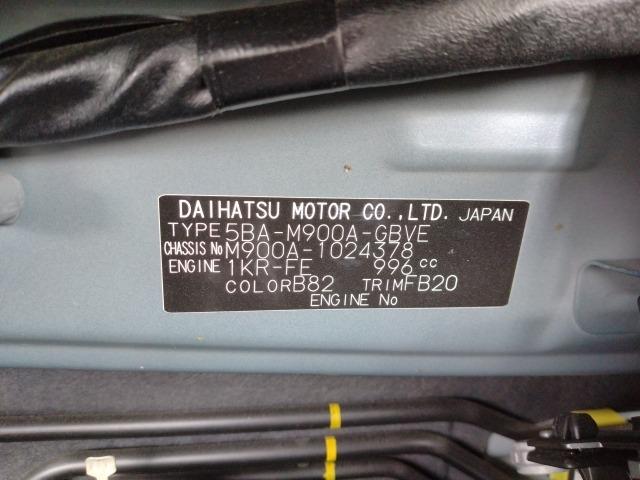 DAIHATSU MOTOR CO.,LTD. JAPAN
TYPE 5BA-M900A-GBVE
CHASSIS No M900A-1024378
ENGINE 1KR-FE 996 cc
COLOR B82 TRIM FB20
ENGINE No